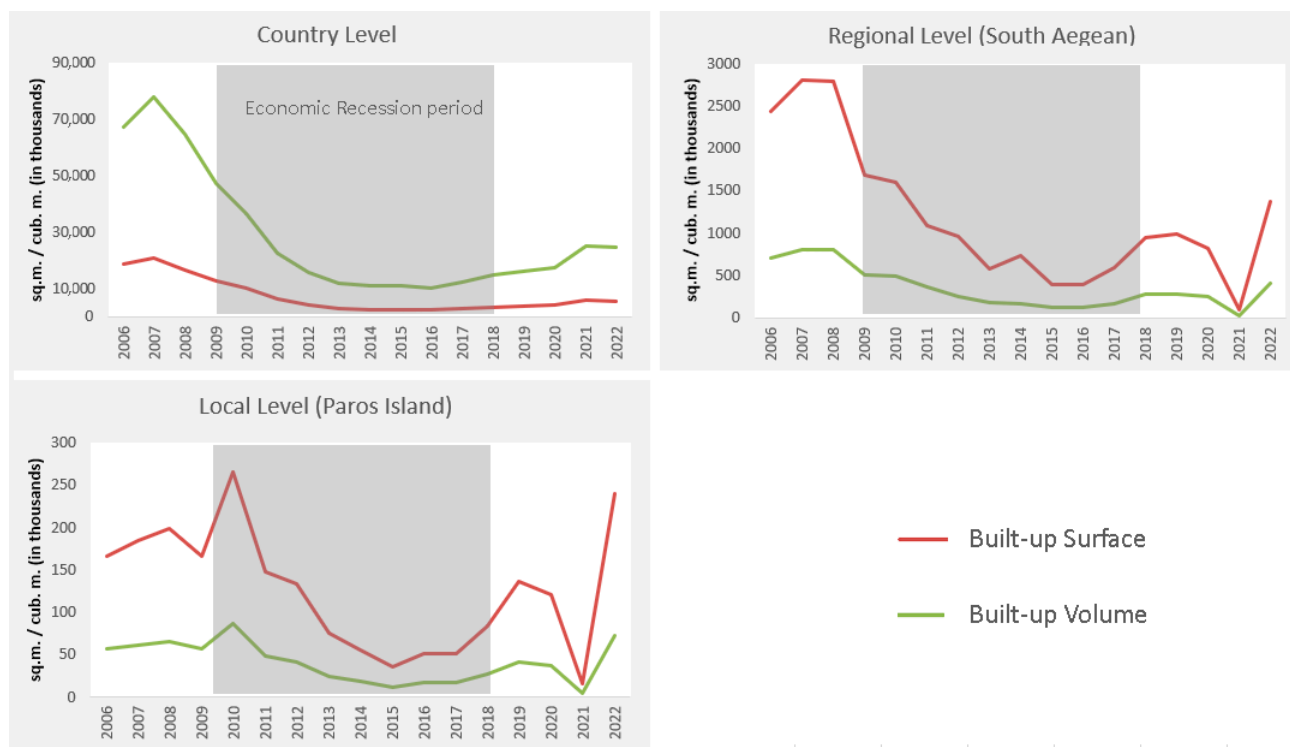 Country Level
sq.m. / cub. m. (in thousands)
90,000
70,000
50,000
30,000
10,000
0
Economic Recession period
2006 2007 2008 2009 2010 2011 2012 2013 2014 2015 2016 2017 2018 2019 2020 2021 2022
Regional Level (South Aegean)
sq.m. / cub. m. (in thousands)
3000
2500
2000
1500
1000
500
0
2006 2007 2008 2009 2010 2011 2012 2013 2014 2015 2016 2017 2018 2019 2020 2021 2022
Local Level (Paros Island)
sq.m. / cub. m. (in thousands)
300
250
200
150
100
50
0
2006 2007 2008 2009 2010 2011 2012 2013 2014 2015 2016 2017 2018 2019 2020 2021 2022
Built-up Surface
Built-up Volume